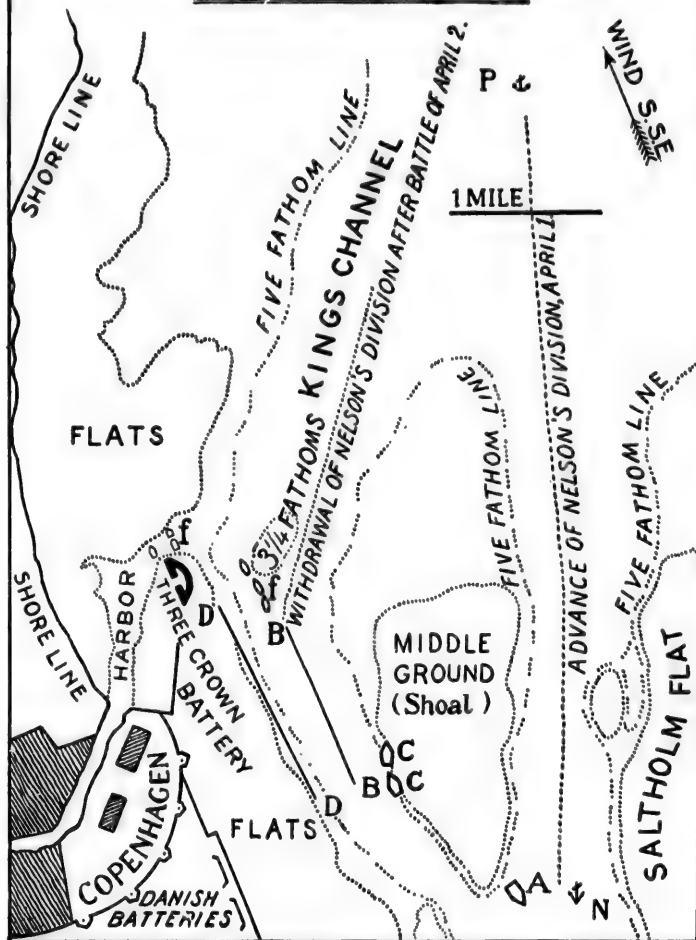 SHORE LINE
FIVE FATHOM LINE
KINGS CHANNEL
3¼ FATHOMS
WITHDRAWAL OF NELSON'S DIVISION AFTER BATTLE OF APRIL 2.
P
WIND S.SE
1 MILE
ADVANCE OF NELSON'S DIVISION, APRIL 1
FIVE FATHOM LINE
FIVE FATHOM LINE
FLATS
f
f
SHORE LINE
HARBOR
THREE CROWN
BATTERY
D
B
MIDDLE
GROUND
(Shoal)
SALTHOLM FLAT
C
B C
D
FLATS
COPENHAGEN
DANISH
BATTERIES
A
N